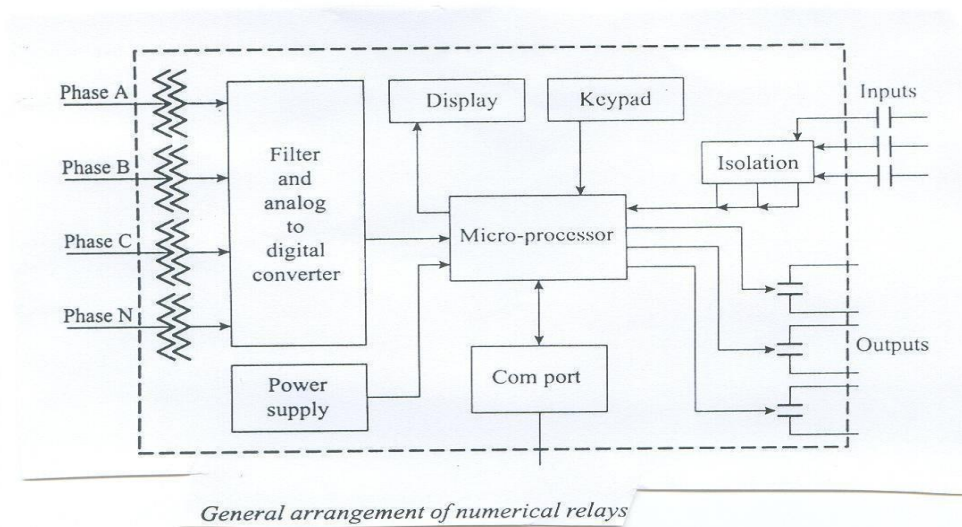 Phase A
Phase B
Phase C
Phase N
Filter
and
analog
to
digital
converter
Power
supply
Display
Keypad
Micro-processor
Com port
Isolation
Inputs
Outputs
General arrangement of numerical relays